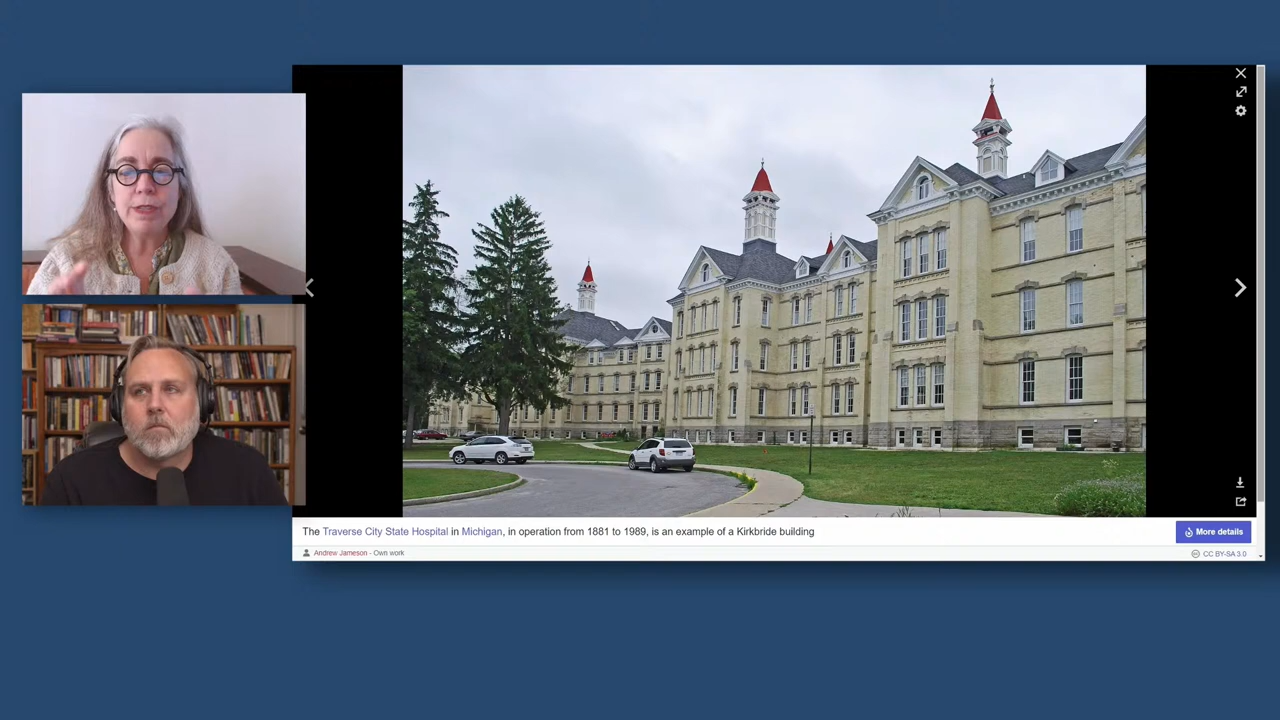 The Traverse City State Hospital in Michigan, in operation from 1881 to 1989, is an example of a Kirkbride building
More details
Andrew Jameson - Own work
CC BY-SA 3.0